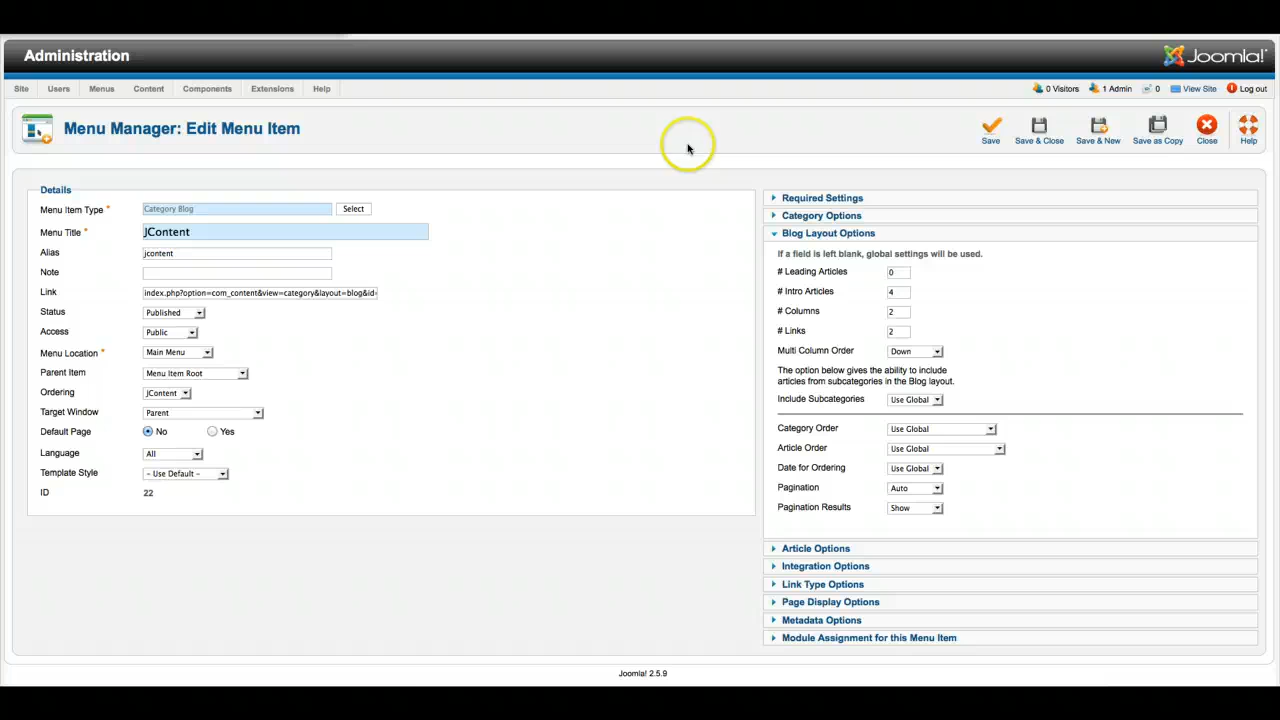 Administration
Joomla!
Site Users Menus Content Components Extensions Help
0 Visitors 1 Admin 0 View Site Log out
Menu Manager: Edit Menu Item
Save Save & Close Save & New Save as Copy Close Help
Details
Menu Item Type * Category Blog Select
Menu Title * JContent
Alias jcontent
Note
Link index.php?option=com_content&view=category&layout=blog&id=
Status Published
Access Public
Menu Location * Main Menu
Parent Item Menu Item Root
Ordering JContent
Target Window Parent
Default Page No Yes
Language All
Template Style - Use Default -
ID 22
Required Settings
Category Options
Blog Layout Options
If a field is left blank, global settings will be used.
# Leading Articles 0
# Intro Articles 4
# Columns 2
# Links 2
Multi Column Order Down
The option below gives the ability to include
articles from subcategories in the Blog layout.
Include Subcategories Use Global
Category Order Use Global
Article Order Use Global
Date for Ordering Use Global
Pagination Auto
Pagination Results Show
Article Options
Integration Options
Link Type Options
Page Display Options
Metadata Options
Module Assignment for this Menu Item
Joomla! 2.5.9